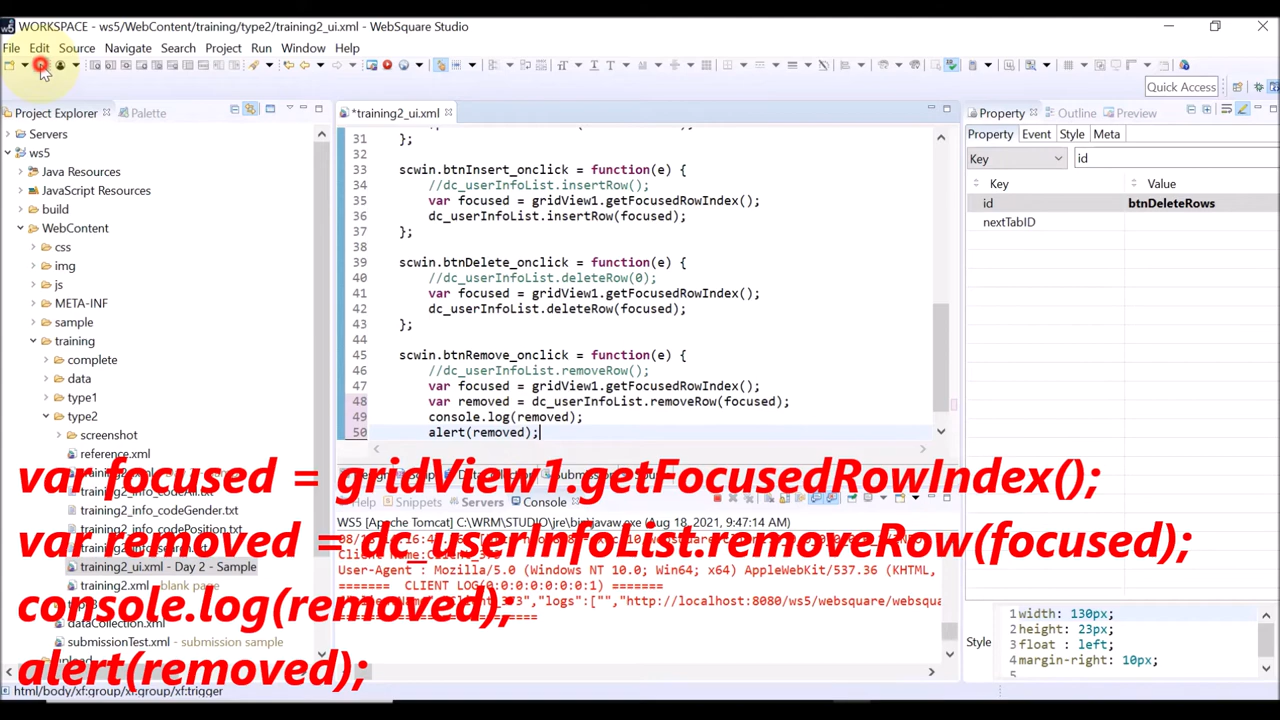 WORKSPACE - ws5/WebContent/training/type2/training2_ui.xml - WebSquare Studio
File Edit Source Navigate Search Project Run Window Help
Quick Access
Project Explorer Palette
*training2_ui.xml
Property Outline Preview
Servers
ws5
Java Resources
JavaScript Resources
build
WebContent
css
img
js
META-INF
sample
training
complete
data
type1
type2
screenshot
reference.xml
training2_info_codeGender.txt
training2_info_codePosition.txt
training2_ui.xml - Day 2 - Sample
training2.xml - blank page
dataCollection.xml
submissionTest.xml - submission sample
31 };
32
33 scwin.btnInsert_onclick = function(e) {
34 //dc_userInfoList.insertRow();
35 var focused = gridView1.getFocusedRowIndex();
36 dc_userInfoList.insertRow(focused);
37 };
38
39 scwin.btnDelete_onclick = function(e) {
40 //dc_userInfoList.deleteRow(0);
41 var focused = gridView1.getFocusedRowIndex();
42 dc_userInfoList.deleteRow(focused);
43 };
44
45 scwin.btnRemove_onclick = function(e) {
46 //dc_userInfoList.removeRow();
47 var focused = gridView1.getFocusedRowIndex();
48 var removed = dc_userInfoList.removeRow(focused);
49 console.log(removed);
50 alert(removed);
Property Event Style Meta
Key id
Key Value
id btnDeleteRows
nextTabID
Help Snippets Servers Console
WS5 [Apache Tomcat] C:\WRM\STUDIO\jre\bin\javaw.exe (Aug 18, 2021, 9:47:14 AM)
User-Agent : Mozilla/5.0 (Windows NT 10.0; Win64; x64) AppleWebKit/537.36 (KHTML,
======= CLIENT LOG(0:0:0:0:0:0:0:1) =======
"logs":["","http://localhost:8080/ws5/websquare/websqua
Style
1 width: 130px;
2 height: 23px;
3 float : left;
4 margin-right: 10px;
5
html/body/xf:group/xf:group/xf:trigger
var focused = gridView1.getFocusedRowIndex();
var removed = dc_userInfoList.removeRow(focused);
console.log(removed);
alert(removed);